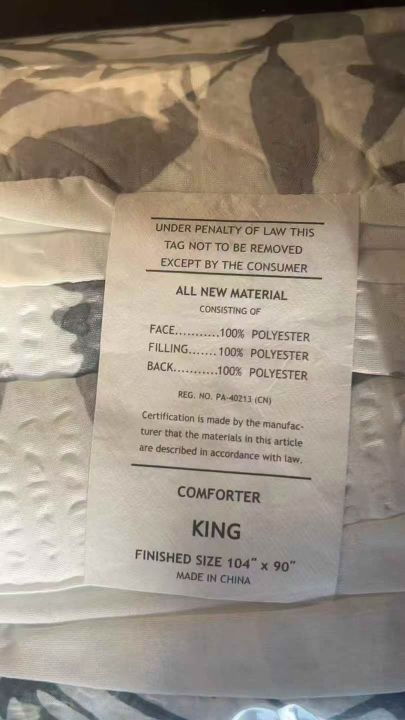 UNDER PENALTY OF LAW THIS
TAG NOT TO BE REMOVED
EXCEPT BY THE CONSUMER
ALL NEW MATERIAL
CONSISTING OF
FACE...........100% POLYESTER
FILLING.......100% POLYESTER
BACK...........100% POLYESTER
REG. NO. PA-40213 (CN)
Certification is made by the manufac-
turer that the materials in this article
are described in accordance with law.
COMFORTER
KING
FINISHED SIZE 104" x 90"
MADE IN CHINA